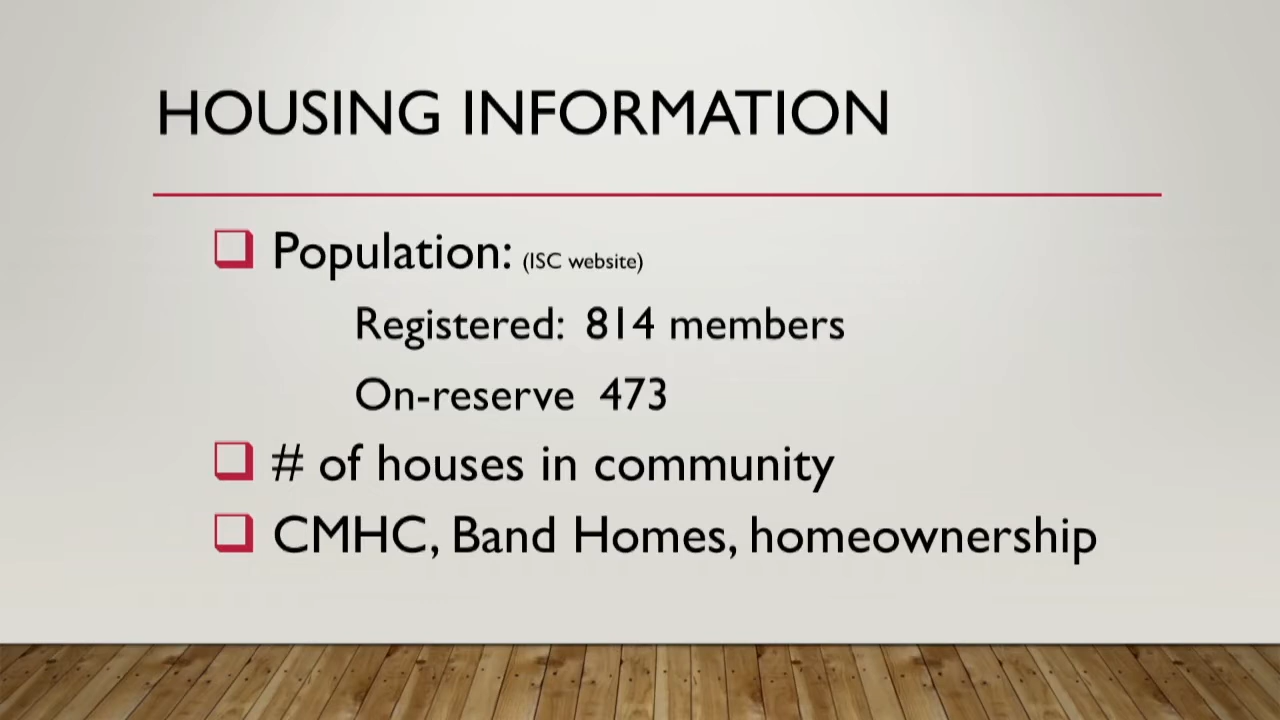 HOUSING INFORMATION
Population: (ISC website)
Registered: 814 members
On-reserve 473
# of houses in community
CMHC, Band Homes, homeownership